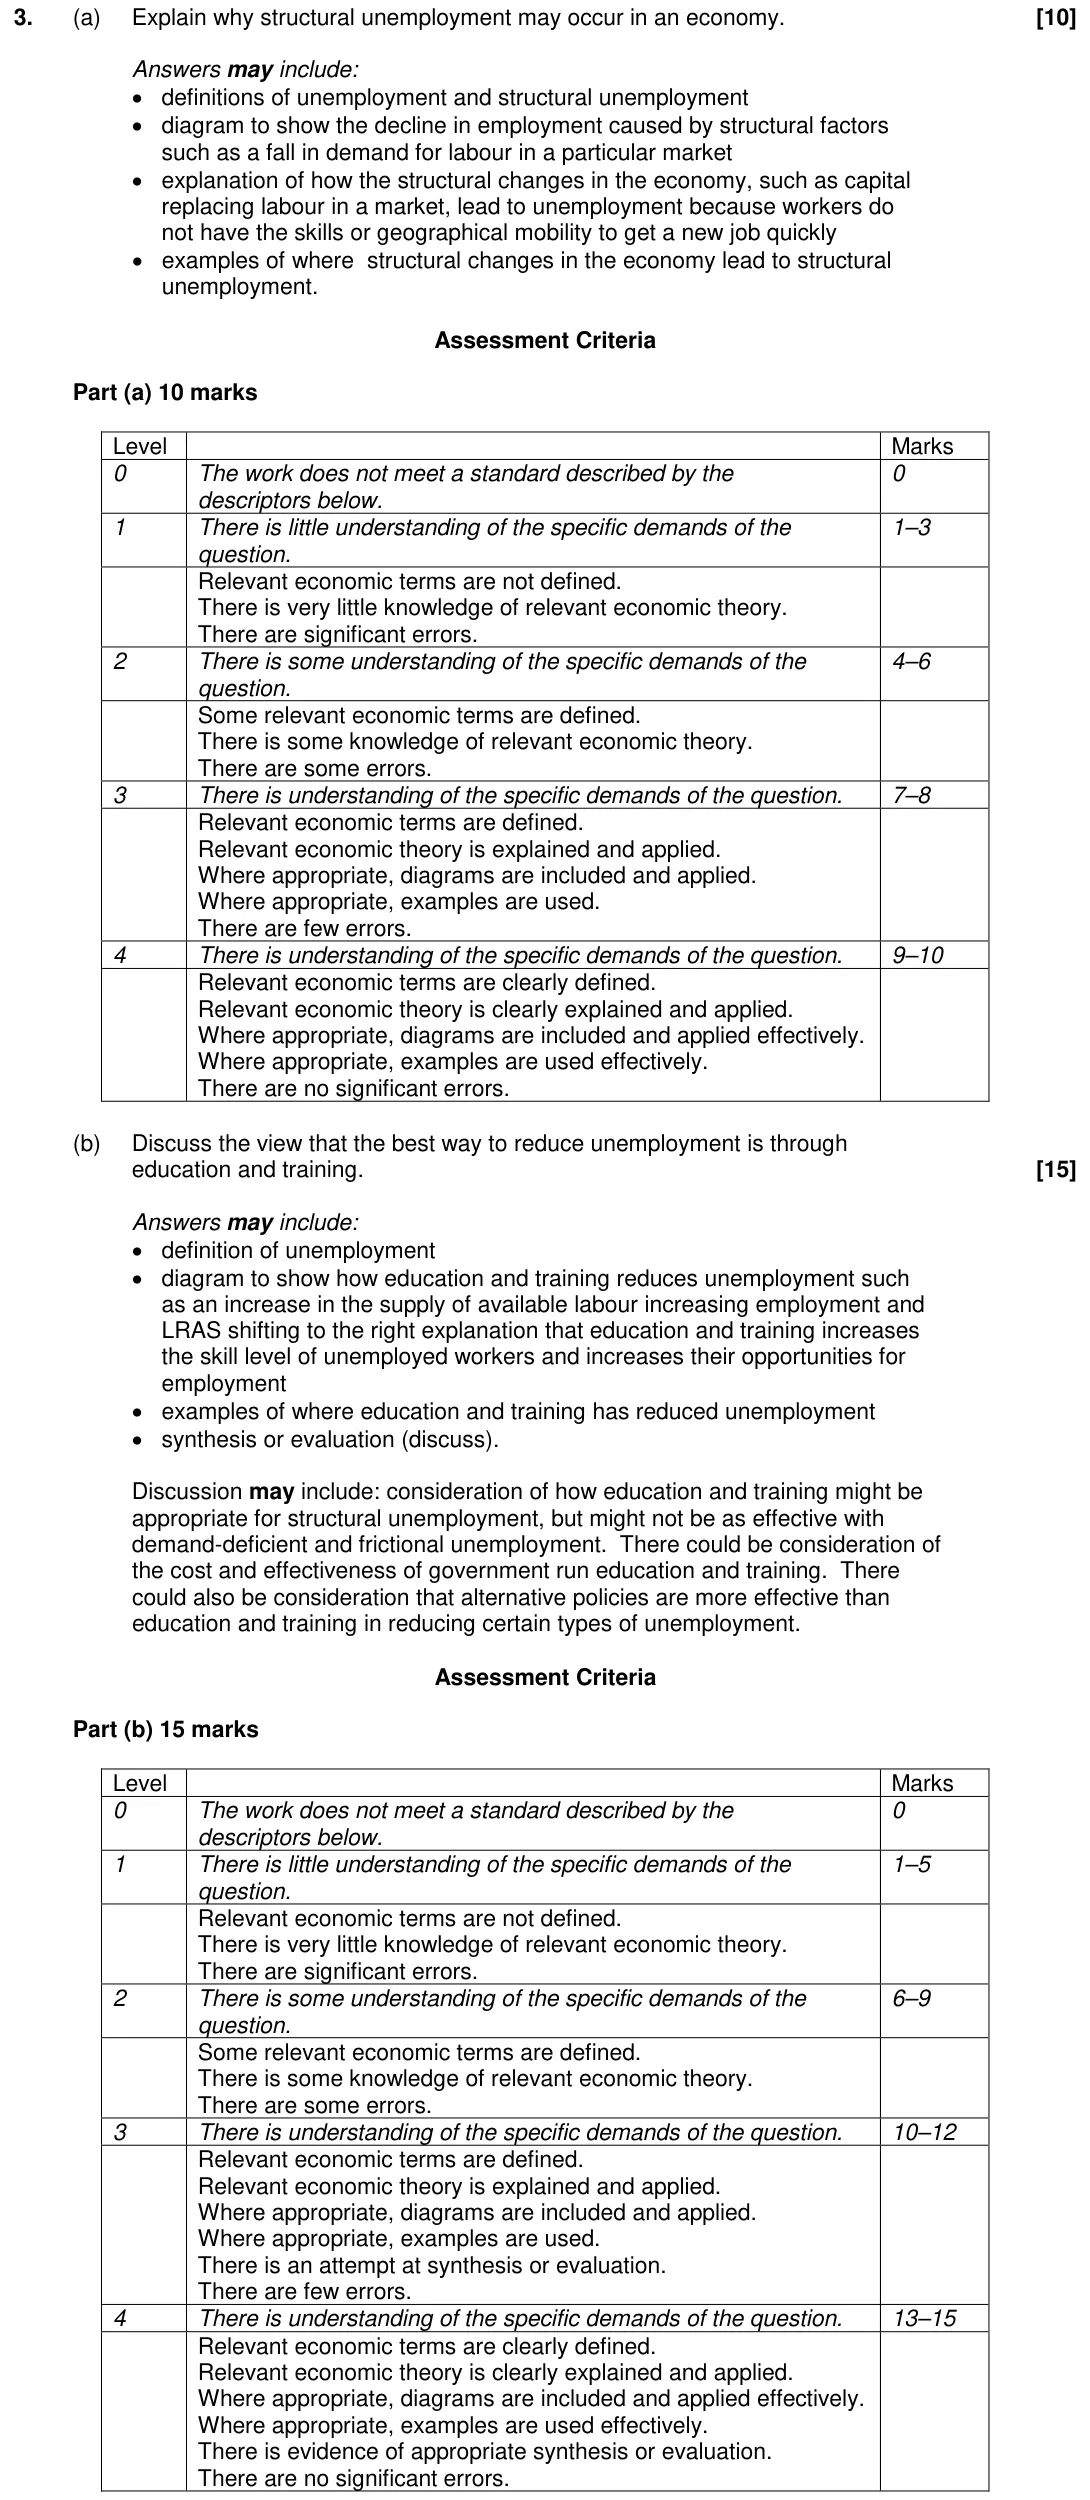 3. (a) Explain why structural unemployment may occur in an economy. [10]
Answers may include:
• definitions of unemployment and structural unemployment
• diagram to show the decline in employment caused by structural factors
such as a fall in demand for labour in a particular market
• explanation of how the structural changes in the economy, such as capital
replacing labour in a market, lead to unemployment because workers do
not have the skills or geographical mobility to get a new job quickly
• examples of where structural changes in the economy lead to structural
unemployment.
Assessment Criteria
Part (a) 10 marks
Level Marks
0 The work does not meet a standard described by the 0
descriptors below.
1 There is little understanding of the specific demands of the 1–3
question.
Relevant economic terms are not defined.
There is very little knowledge of relevant economic theory.
There are significant errors.
2 There is some understanding of the specific demands of the 4–6
question.
Some relevant economic terms are defined.
There is some knowledge of relevant economic theory.
There are some errors.
3 There is understanding of the specific demands of the question. 7–8
Relevant economic terms are defined.
Relevant economic theory is explained and applied.
Where appropriate, diagrams are included and applied.
Where appropriate, examples are used.
There are few errors.
4 There is understanding of the specific demands of the question. 9–10
Relevant economic terms are clearly defined.
Relevant economic theory is clearly explained and applied.
Where appropriate, diagrams are included and applied effectively.
Where appropriate, examples are used effectively.
There are no significant errors.
(b) Discuss the view that the best way to reduce unemployment is through
education and training. [15]
Answers may include:
• definition of unemployment
• diagram to show how education and training reduces unemployment such
as an increase in the supply of available labour increasing employment and
LRAS shifting to the right explanation that education and training increases
the skill level of unemployed workers and increases their opportunities for
employment
• examples of where education and training has reduced unemployment
• synthesis or evaluation (discuss).
Discussion may include: consideration of how education and training might be
appropriate for structural unemployment, but might not be as effective with
demand-deficient and frictional unemployment. There could be consideration of
the cost and effectiveness of government run education and training. There
could also be consideration that alternative policies are more effective than
education and training in reducing certain types of unemployment.
Assessment Criteria
Part (b) 15 marks
Level Marks
0 The work does not meet a standard described by the 0
descriptors below.
1 There is little understanding of the specific demands of the 1–5
question.
Relevant economic terms are not defined.
There is very little knowledge of relevant economic theory.
There are significant errors.
2 There is some understanding of the specific demands of the 6–9
question.
Some relevant economic terms are defined.
There is some knowledge of relevant economic theory.
There are some errors.
3 There is understanding of the specific demands of the question. 10–12
Relevant economic terms are defined.
Relevant economic theory is explained and applied.
Where appropriate, diagrams are included and applied.
Where appropriate, examples are used.
There is an attempt at synthesis or evaluation.
There are few errors.
4 There is understanding of the specific demands of the question. 13–15
Relevant economic terms are clearly defined.
Relevant economic theory is clearly explained and applied.
Where appropriate, diagrams are included and applied effectively.
Where appropriate, examples are used effectively.
There is evidence of appropriate synthesis or evaluation.
There are no significant errors.